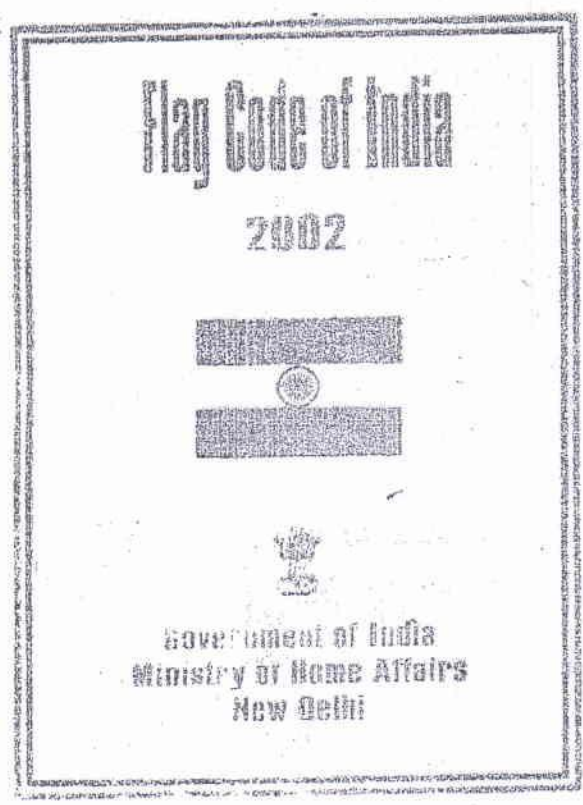 Flag Code of India
2002
Government of India
Ministry of Home Affairs
New Delhi